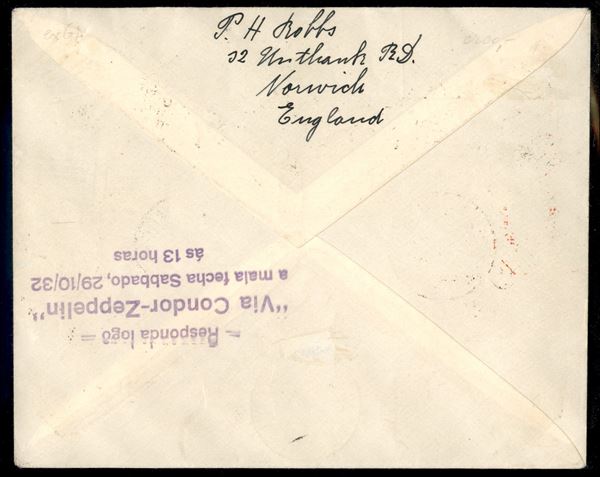 P. H Robbs
32 Unthank RD.
Norwich
England
= Responda logo =
"Via Condor-Zeppelin"
a mala fecha Sabbado, 29/10/32
ás 13 horas